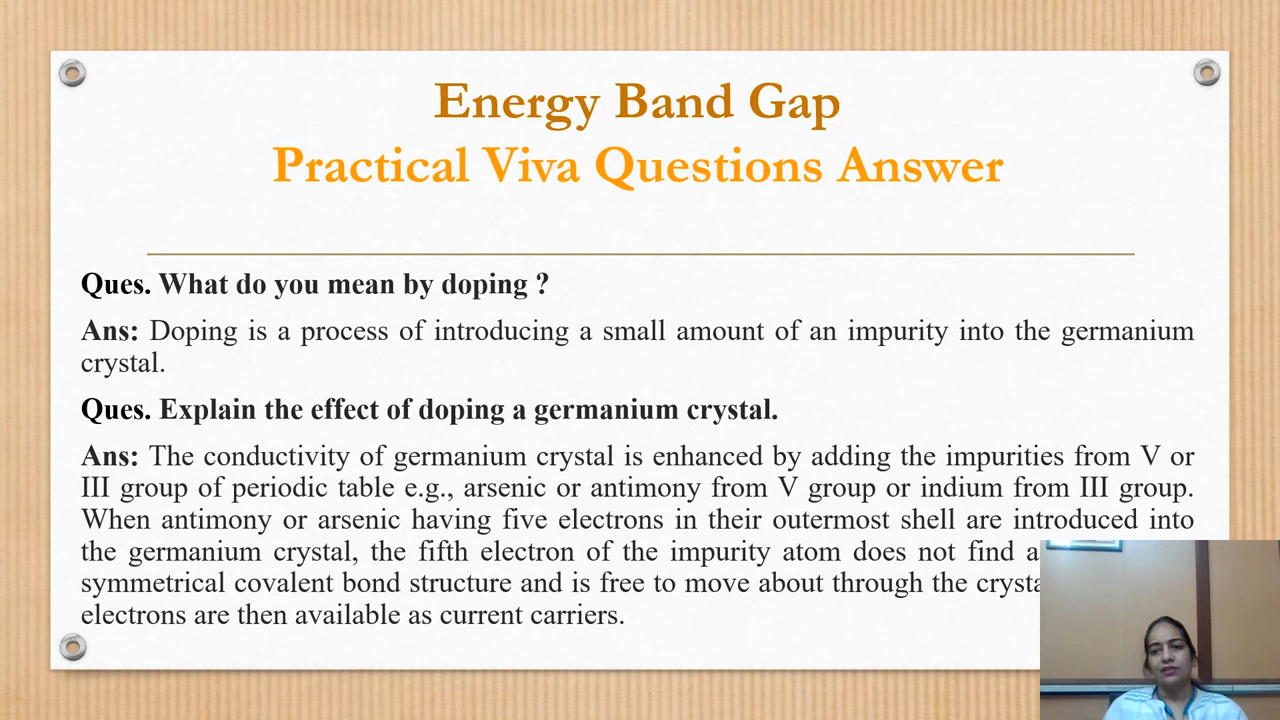 Energy Band Gap
Practical Viva Questions Answer
Ques. What do you mean by doping ?
Ans: Doping is a process of introducing a small amount of an impurity into the germanium
crystal.
Ques. Explain the effect of doping a germanium crystal.
Ans: The conductivity of germanium crystal is enhanced by adding the impurities from V or
III group of periodic table e.g., arsenic or antimony from V group or indium from III group.
When antimony or arsenic having five electrons in their outermost shell are introduced into
the germanium crystal, the fifth electron of the impurity atom does not find a
symmetrical covalent bond structure and is free to move about through the
electrons are then available as current carriers.